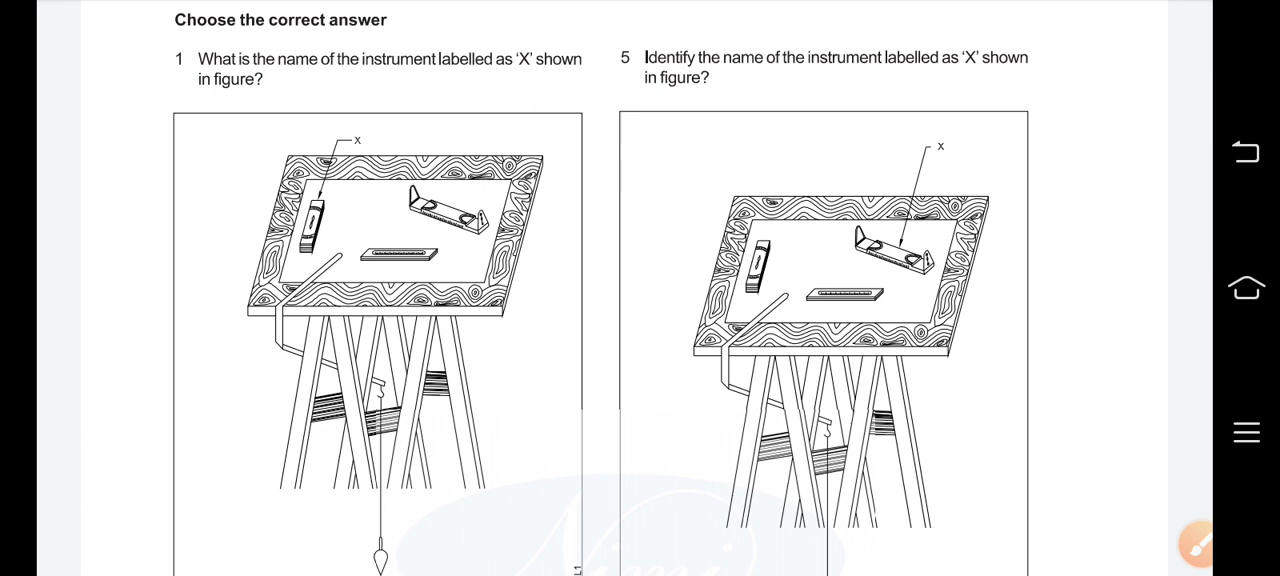 Choose the correct answer
1 What is the name of the instrument labelled as ‘X’ shown
in figure?
X
5 Identify the name of the instrument labelled as ‘X’ shown
in figure?
X
Nimi